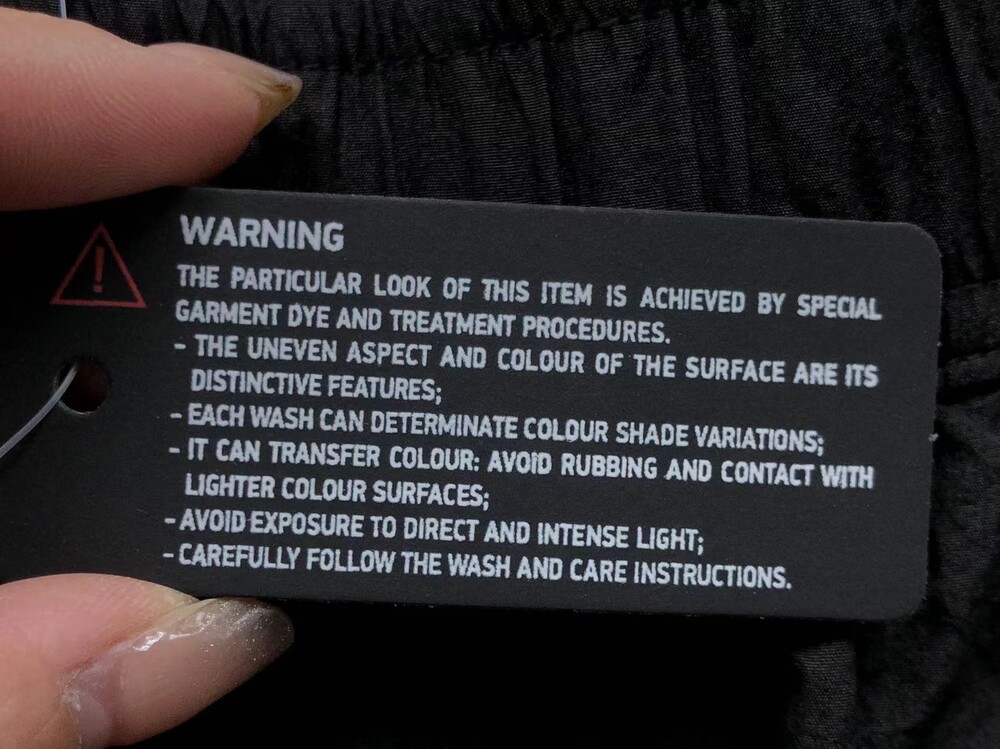 WARNING
THE PARTICULAR LOOK OF THIS ITEM IS ACHIEVED BY SPECIAL
GARMENT DYE AND TREATMENT PROCEDURES.
- THE UNEVEN ASPECT AND COLOUR OF THE SURFACE ARE ITS
DISTINCTIVE FEATURES;
- EACH WASH CAN DETERMINATE COLOUR SHADE VARIATIONS;
- IT CAN TRANSFER COLOUR: AVOID RUBBING AND CONTACT WITH
LIGHTER COLOUR SURFACES;
- AVOID EXPOSURE TO DIRECT AND INTENSE LIGHT;
- CAREFULLY FOLLOW THE WASH AND CARE INSTRUCTIONS.